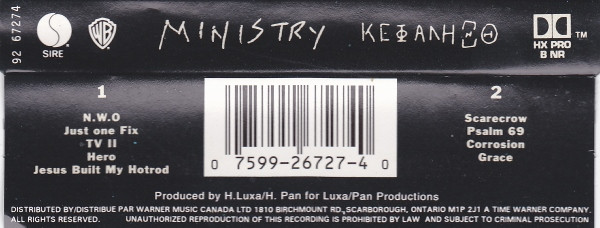 92 67274
SIRE®
WB
MINISTRY ΚΕΦΑΛΗ ΞΘ
HX PRO
B NR
TM
1
N.W.O
Just one Fix
TV II
Hero
Jesus Built My Hotrod
0 7599-26727-4 0
2
Scarecrow
Psalm 69
Corrosion
Grace
Produced by H.Luxa/H. Pan for Luxa/Pan Productions
DISTRIBUTED BY/DISTRIBUE PAR WARNER MUSIC CANADA LTD 1810 BIRCHMOUNT RD, SCARBOROUGH, ONTARIO M1P 2J1 A TIME WARNER COMPANY.
ALL RIGHTS RESERVED. UNAUTHORIZED REPRODUCTION OF THIS RECORDING IS PROHIBITED BY LAW AND SUBJECT TO CRIMINAL PROSECUTION